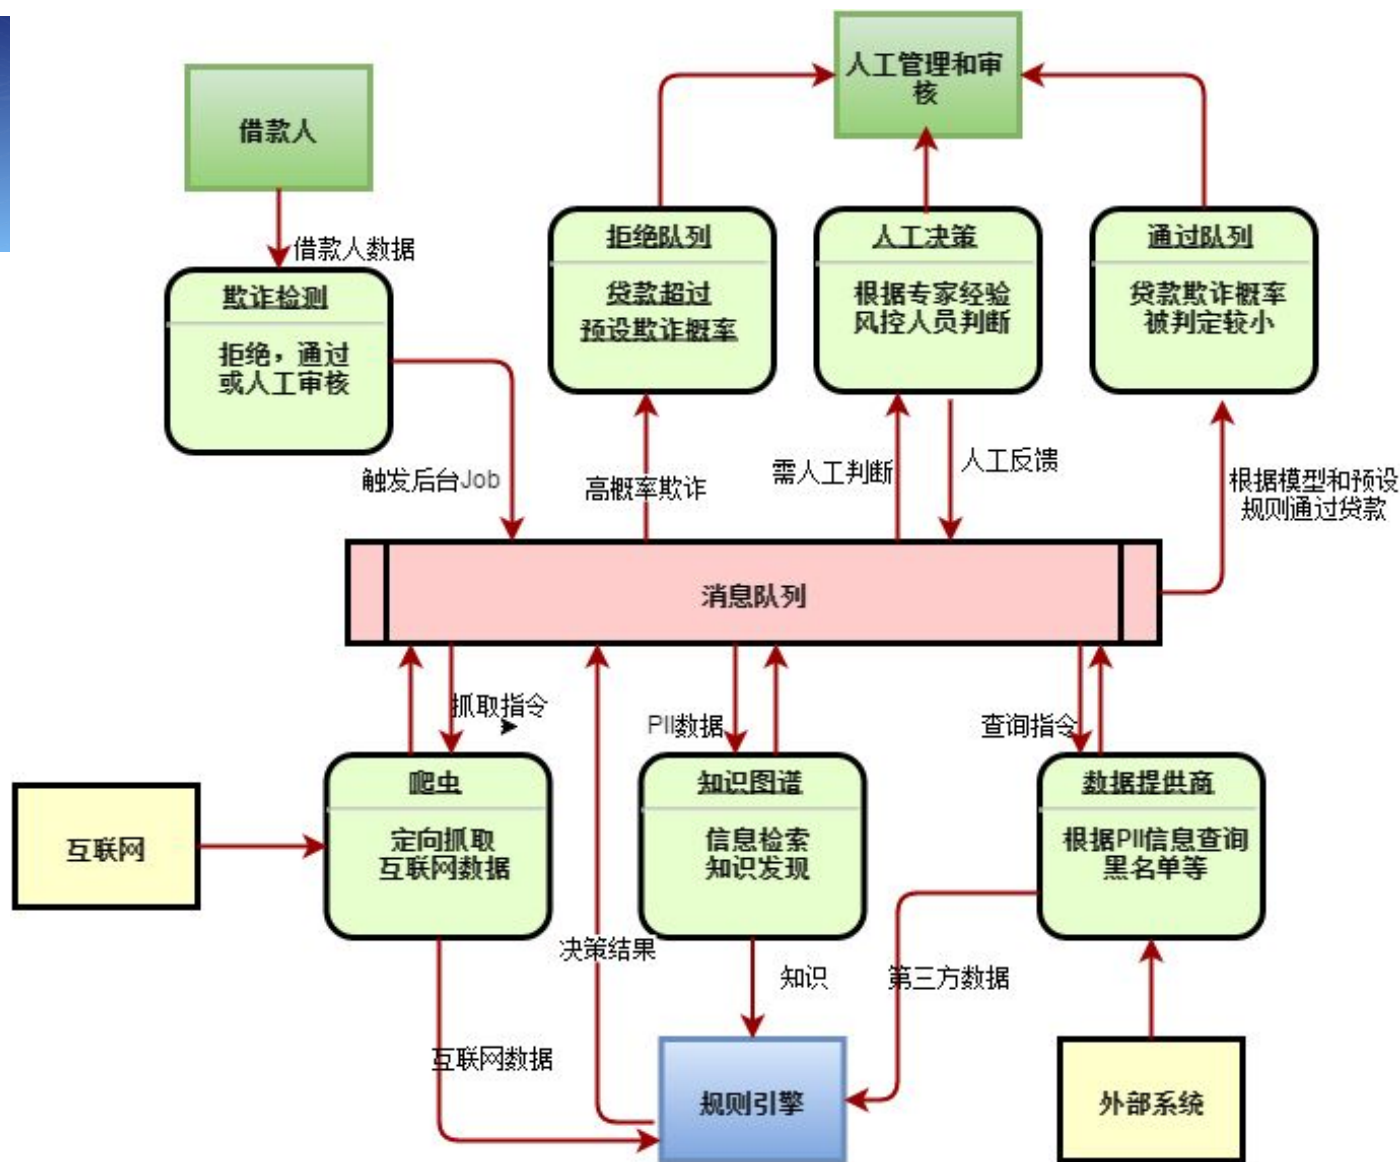 人工管理和审
核
借款人
借款人数据
欺诈检测
拒绝，通过
或人工审核
拒绝队列
贷款超过
预设欺诈概率
人工决策
根据专家经验
风控人员判断
通过队列
贷款欺诈概率
被判定较小
触发后台Job
高概率欺诈
需人工判断
人工反馈
根据模型和预设
规则通过贷款
消息队列
抓取指令
PII数据
查询指令
互联网
爬虫
定向抓取
互联网数据
知识图谱
信息检索
知识发现
数据提供商
根据PII信息查询
黑名单等
决策结果
知识
第三方数据
互联网数据
规则引擎
外部系统